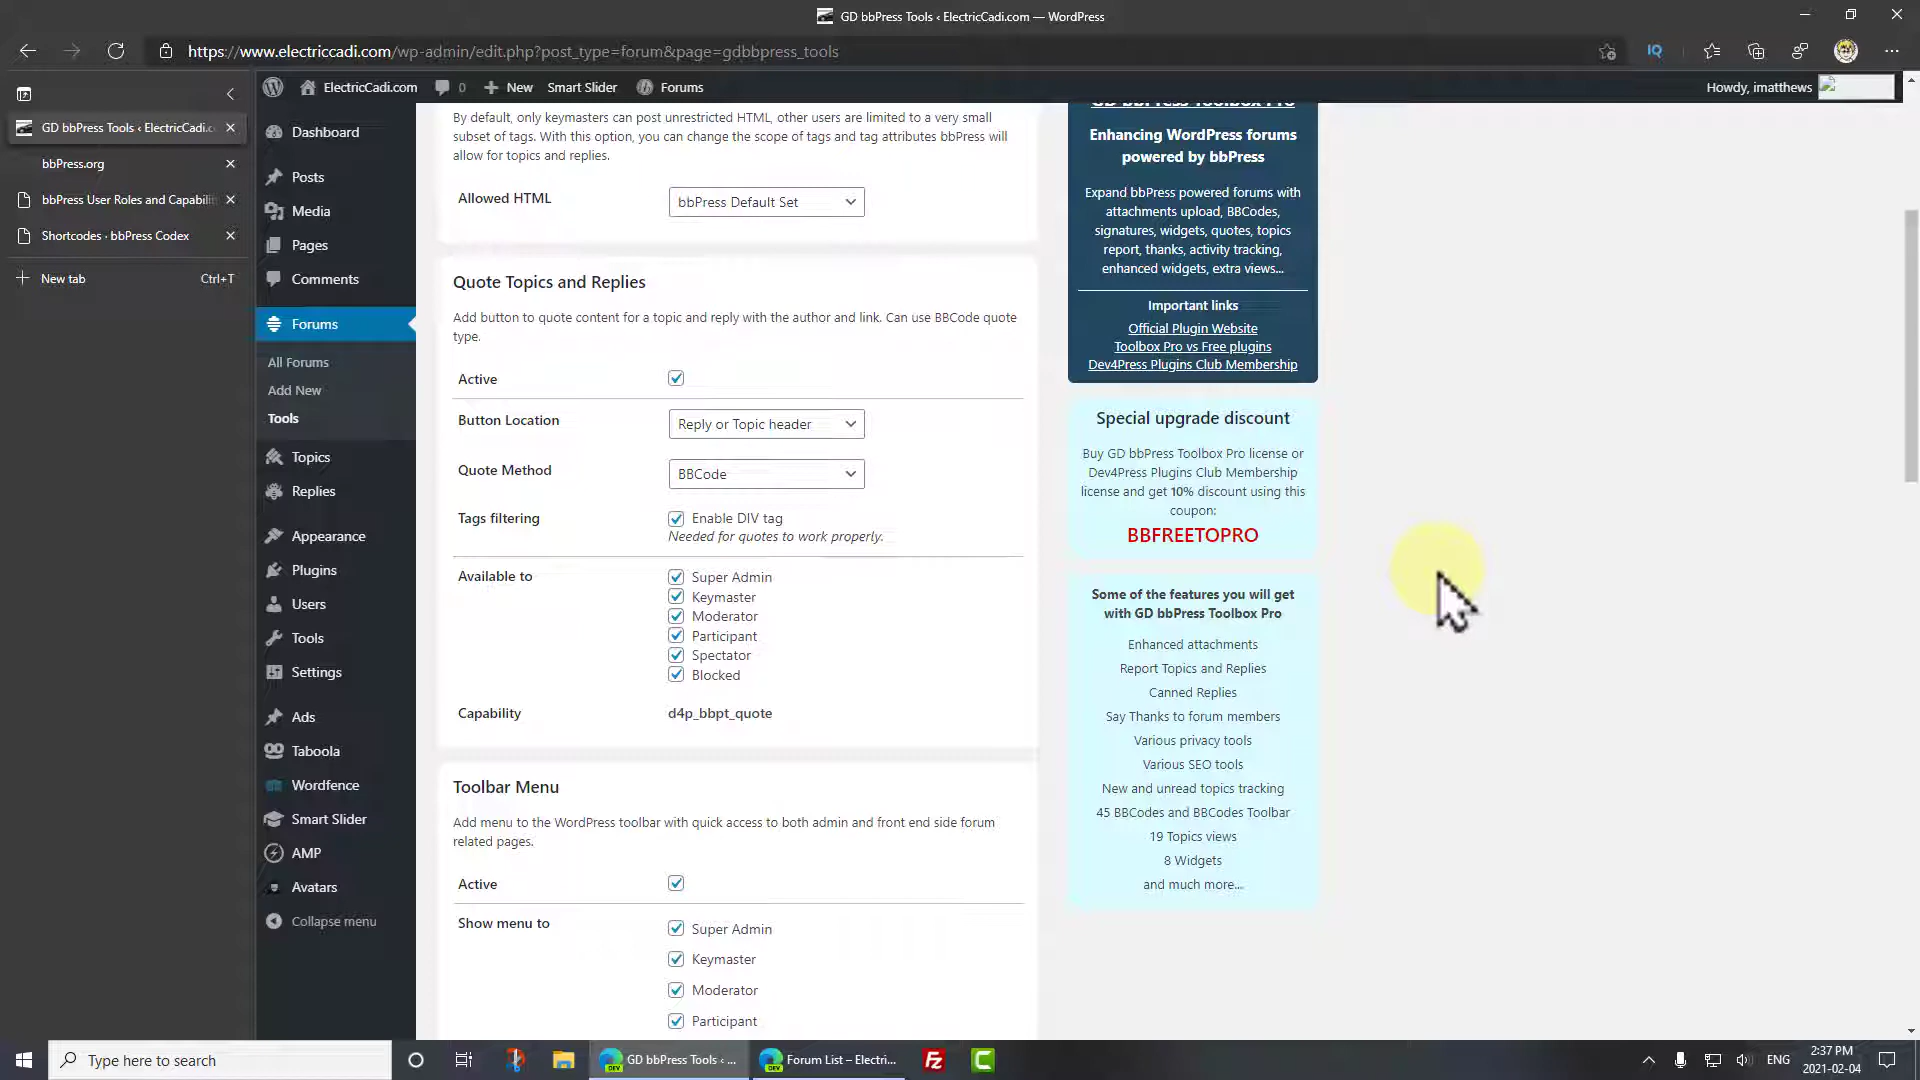 GD bbPress Tools ‹ ElectricCadi.com — WordPress
https://www.electriccadi.com/wp-admin/edit.php?post_type=forum&page=gdbbpress_tools
GD bbPress Tools ‹ ElectricCadi.c
bbPress.org
bbPress User Roles and Capabili
Shortcodes · bbPress Codex
New tab
Ctrl+T
ElectricCadi.com
0
New
Smart Slider
Forums
Howdy, imatthews
Dashboard
Posts
Media
Pages
Comments
Forums
All Forums
Add New
Tools
Topics
Replies
Appearance
Plugins
Users
Tools
Settings
Ads
Taboola
Wordfence
Smart Slider
AMP
Avatars
Collapse menu
By default, only keymasters can post unrestricted HTML, other users are limited to a very small
subset of tags. With this option, you can change the scope of tags and tag attributes bbPress will
allow for topics and replies.
Allowed HTML
bbPress Default Set
Quote Topics and Replies
Add button to quote content for a topic and reply with the author and link. Can use BBCode quote
type.
Active
Button Location
Reply or Topic header
Quote Method
BBCode
Tags filtering
Enable DIV tag
Needed for quotes to work properly.
Available to
Super Admin
Keymaster
Moderator
Participant
Spectator
Blocked
Capability
d4p_bbpt_quote
Toolbar Menu
Add menu to the WordPress toolbar with quick access to both admin and front end side forum
related pages.
Active
Show menu to
Super Admin
Keymaster
Moderator
Participant
GD bbPress Toolbox Pro
Enhancing WordPress forums
powered by bbPress
Expand bbPress powered forums with
attachments upload, BBCodes,
signatures, widgets, quotes, topics
report, thanks, activity tracking,
enhanced widgets, extra views...
Important links
Official Plugin Website
Toolbox Pro vs Free plugins
Dev4Press Plugins Club Membership
Special upgrade discount
Buy GD bbPress Toolbox Pro license or
Dev4Press Plugins Club Membership
license and get 10% discount using this
coupon:
BBFREETOPRO
Some of the features you will get
with GD bbPress Toolbox Pro
Enhanced attachments
Report Topics and Replies
Canned Replies
Say Thanks to forum members
Various privacy tools
Various SEO tools
New and unread topics tracking
45 BBCodes and BBCodes Toolbar
19 Topics views
8 Widgets
and much more...
Type here to search
GD bbPress Tools ‹ ...
Forum List – Electri...
ENG
2:37 PM
2021-02-04